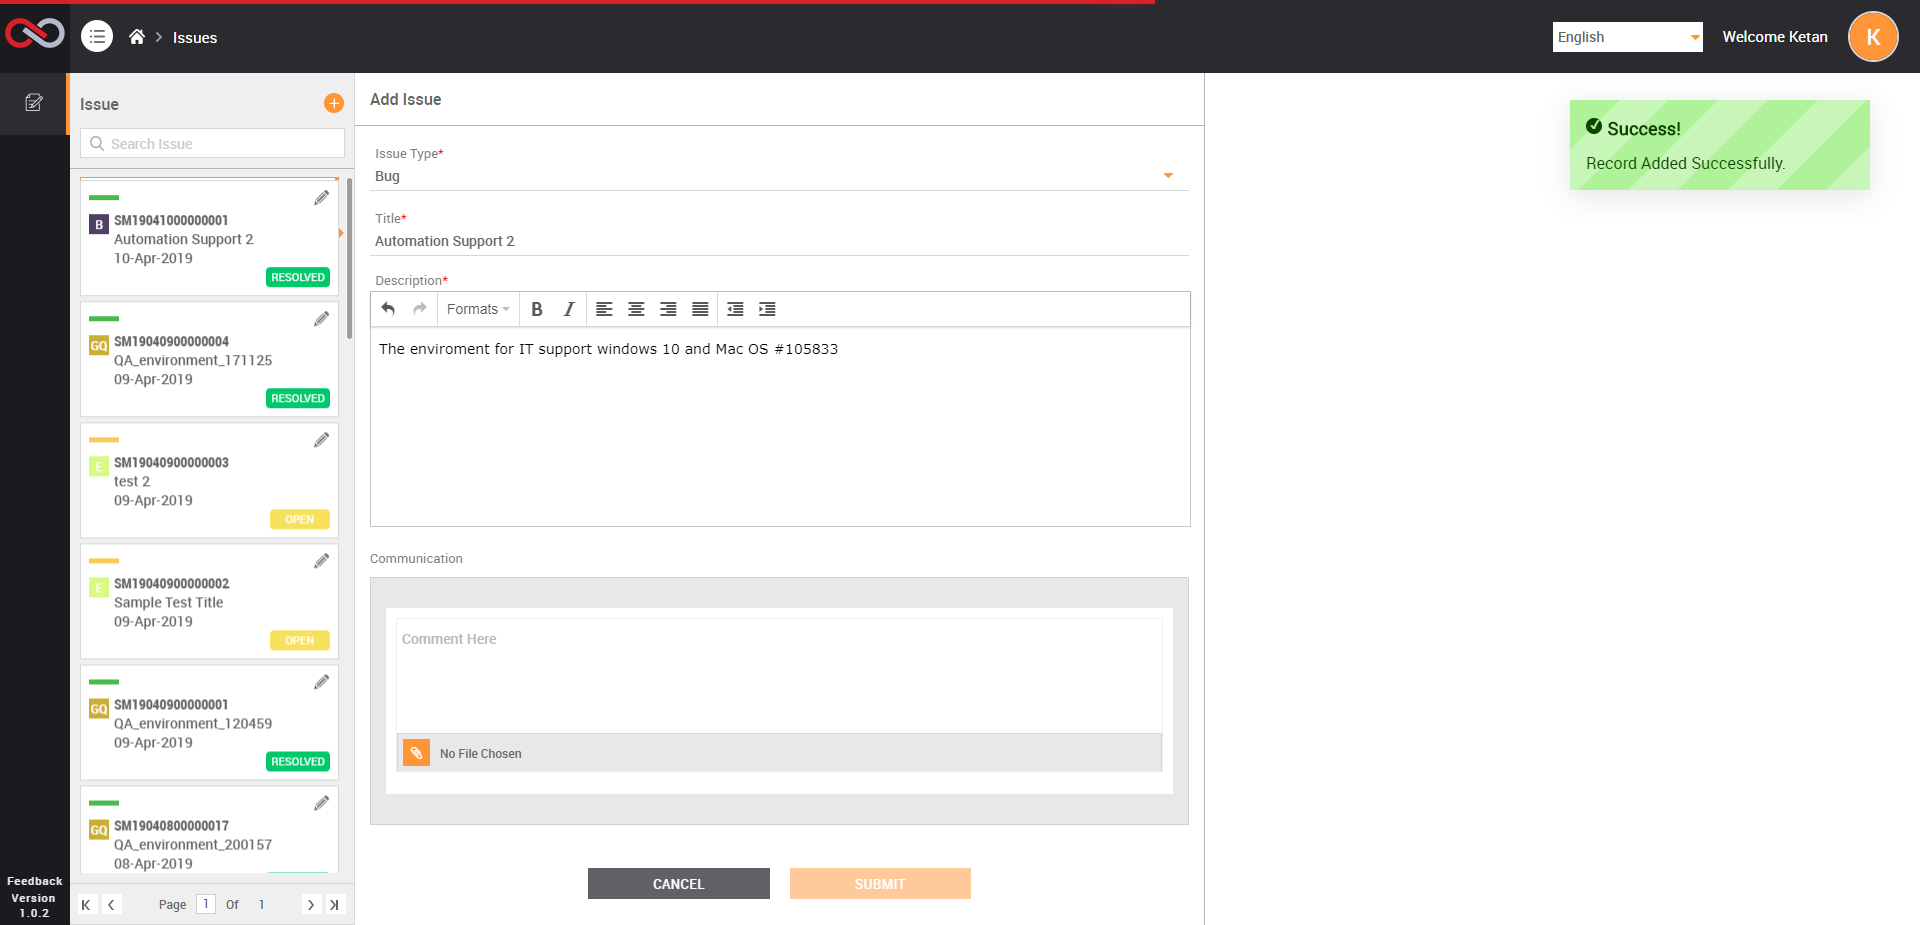 Issues
English
Welcome Ketan
K
Issue
Search Issue
B
SM19041000000001
Automation Support 2
10-Apr-2019
RESOLVED
GQ
SM19040900000004
QA_environment_171125
09-Apr-2019
RESOLVED
E
SM19040900000003
test 2
09-Apr-2019
OPEN
E
SM19040900000002
Sample Test Title
09-Apr-2019
OPEN
GQ
SM19040900000001
QA_environment_120459
09-Apr-2019
RESOLVED
GQ
SM19040800000017
QA_environment_200157
08-Apr-2019
Page 1 Of 1
Feedback
Version
1.0.2
Add Issue
Issue Type*
Bug
Title*
Automation Support 2
Description*
Formats B I
The enviroment for IT support windows 10 and Mac OS #105833
Communication
Comment Here
No File Chosen
CANCEL SUBMIT
Success!
Record Added Successfully.